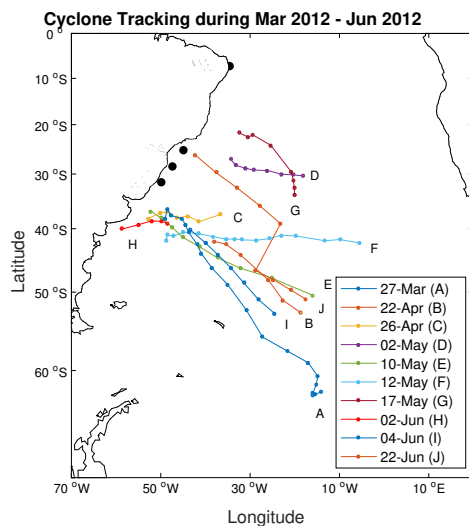 Cyclone Tracking during Mar 2012 - Jun 2012
0°
10 °S
20 °S
30 °S
40 °S
50 °S
60 °S
Latitude
D
G
C
H
F
E
J
I
B
A
27-Mar (A)
22-Apr (B)
26-Apr (C)
02-May (D)
10-May (E)
12-May (F)
17-May (G)
02-Jun (H)
04-Jun (I)
22-Jun (J)
70 °W
50 °W
30 °W
10 °W
10 °E
Longitude